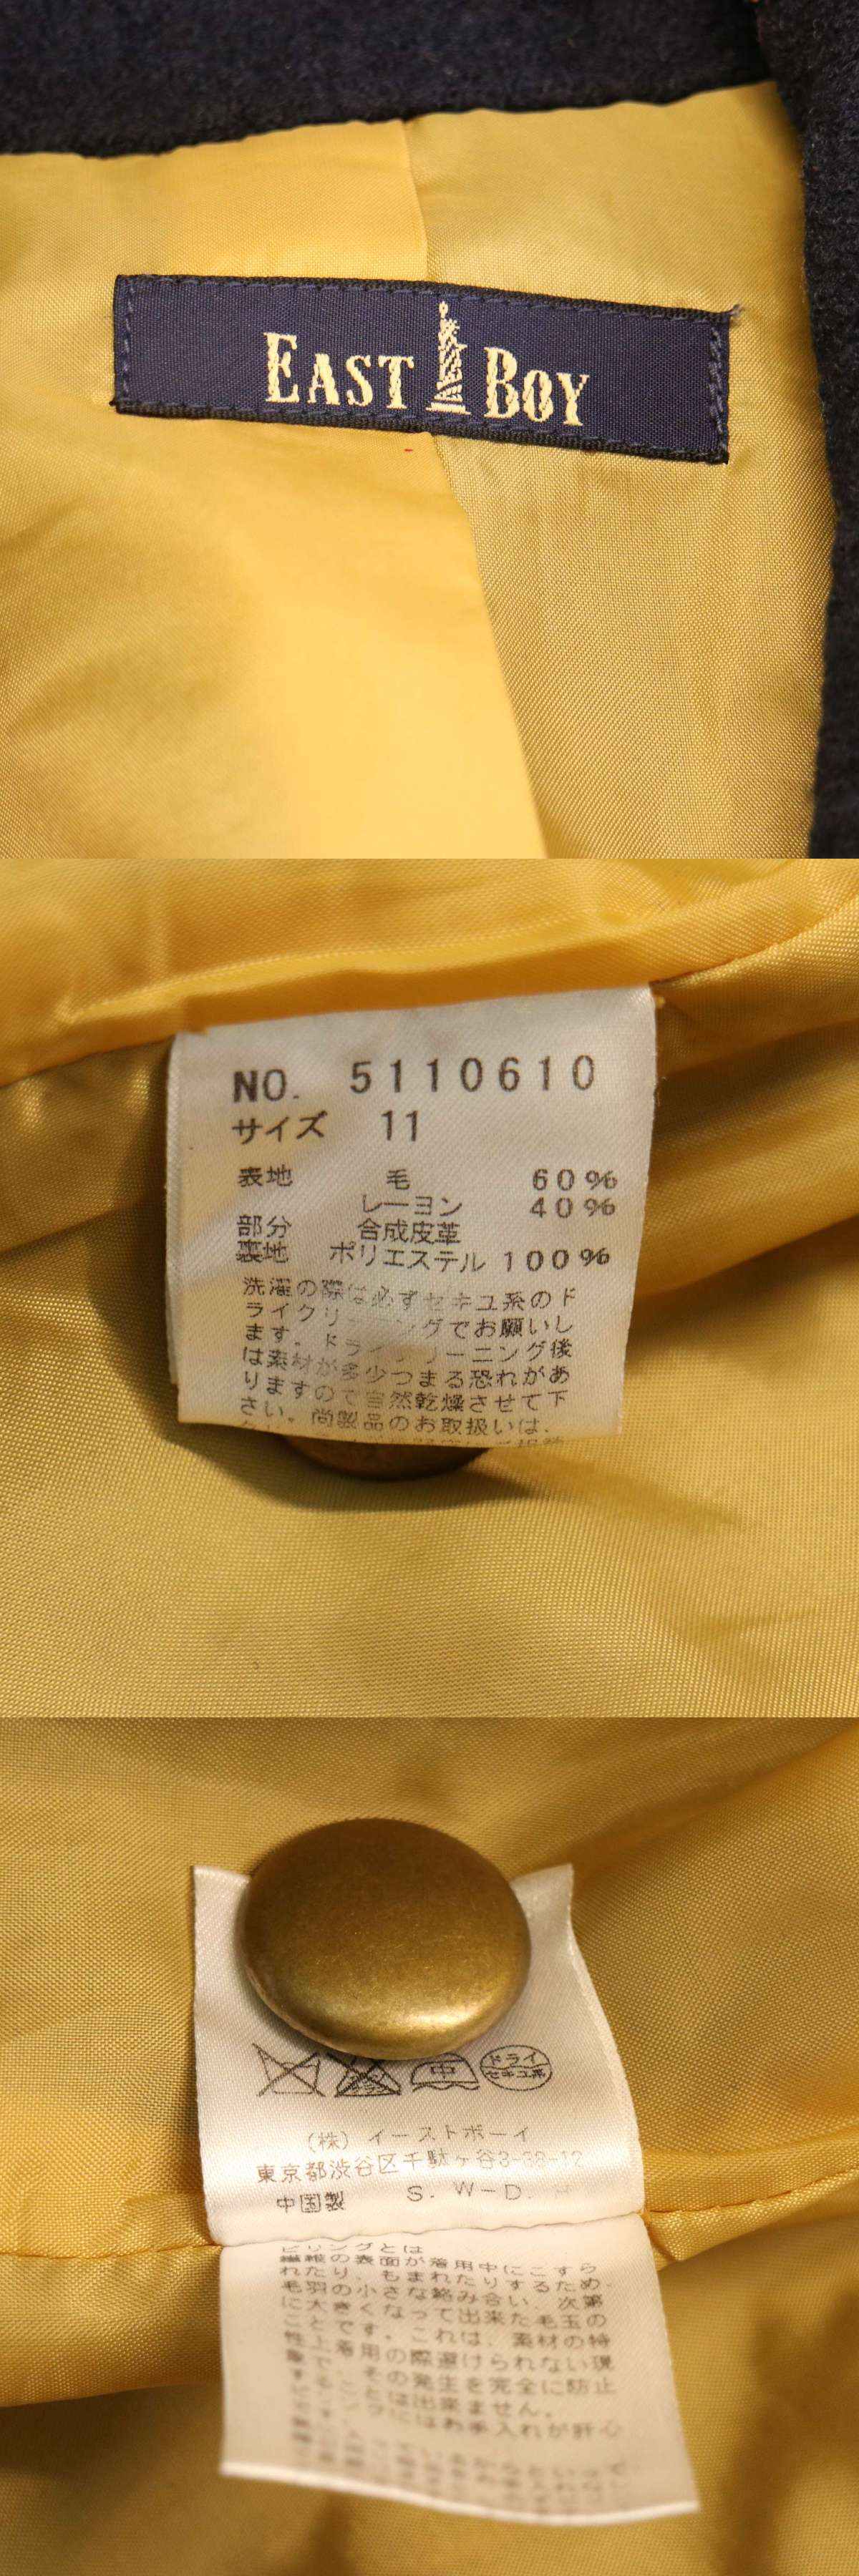 EAST BOY
NO. 5110610
サイズ 11
表地 毛 60%
レーヨン 40%
部分 合成皮革
裏地 ポリエステル 100%
洗濯の際は必ずセキユ系のド
ライクリーニングでお願いし
ます。ドライクリーニング後
は素材が多少つまる恐れがあ
りますので自然乾燥させて下
さい。尚製品のお取扱いは、
中
ドライ
セキユ系
(株) イーストボーイ
東京都渋谷区千駄ヶ谷3-38-12
中国製 S. W-D.
ピリングとは
繊維の表面が着用中にこすら
れたり、もまれたりするため、
毛羽の小さな絡み合い、次第
に大きくなって出来た毛玉の
ことです。これは、素材の特
性上着用の際避けられない現
象で、その発生を完全に防止
することは出来ません。
にはお手入れが肝心